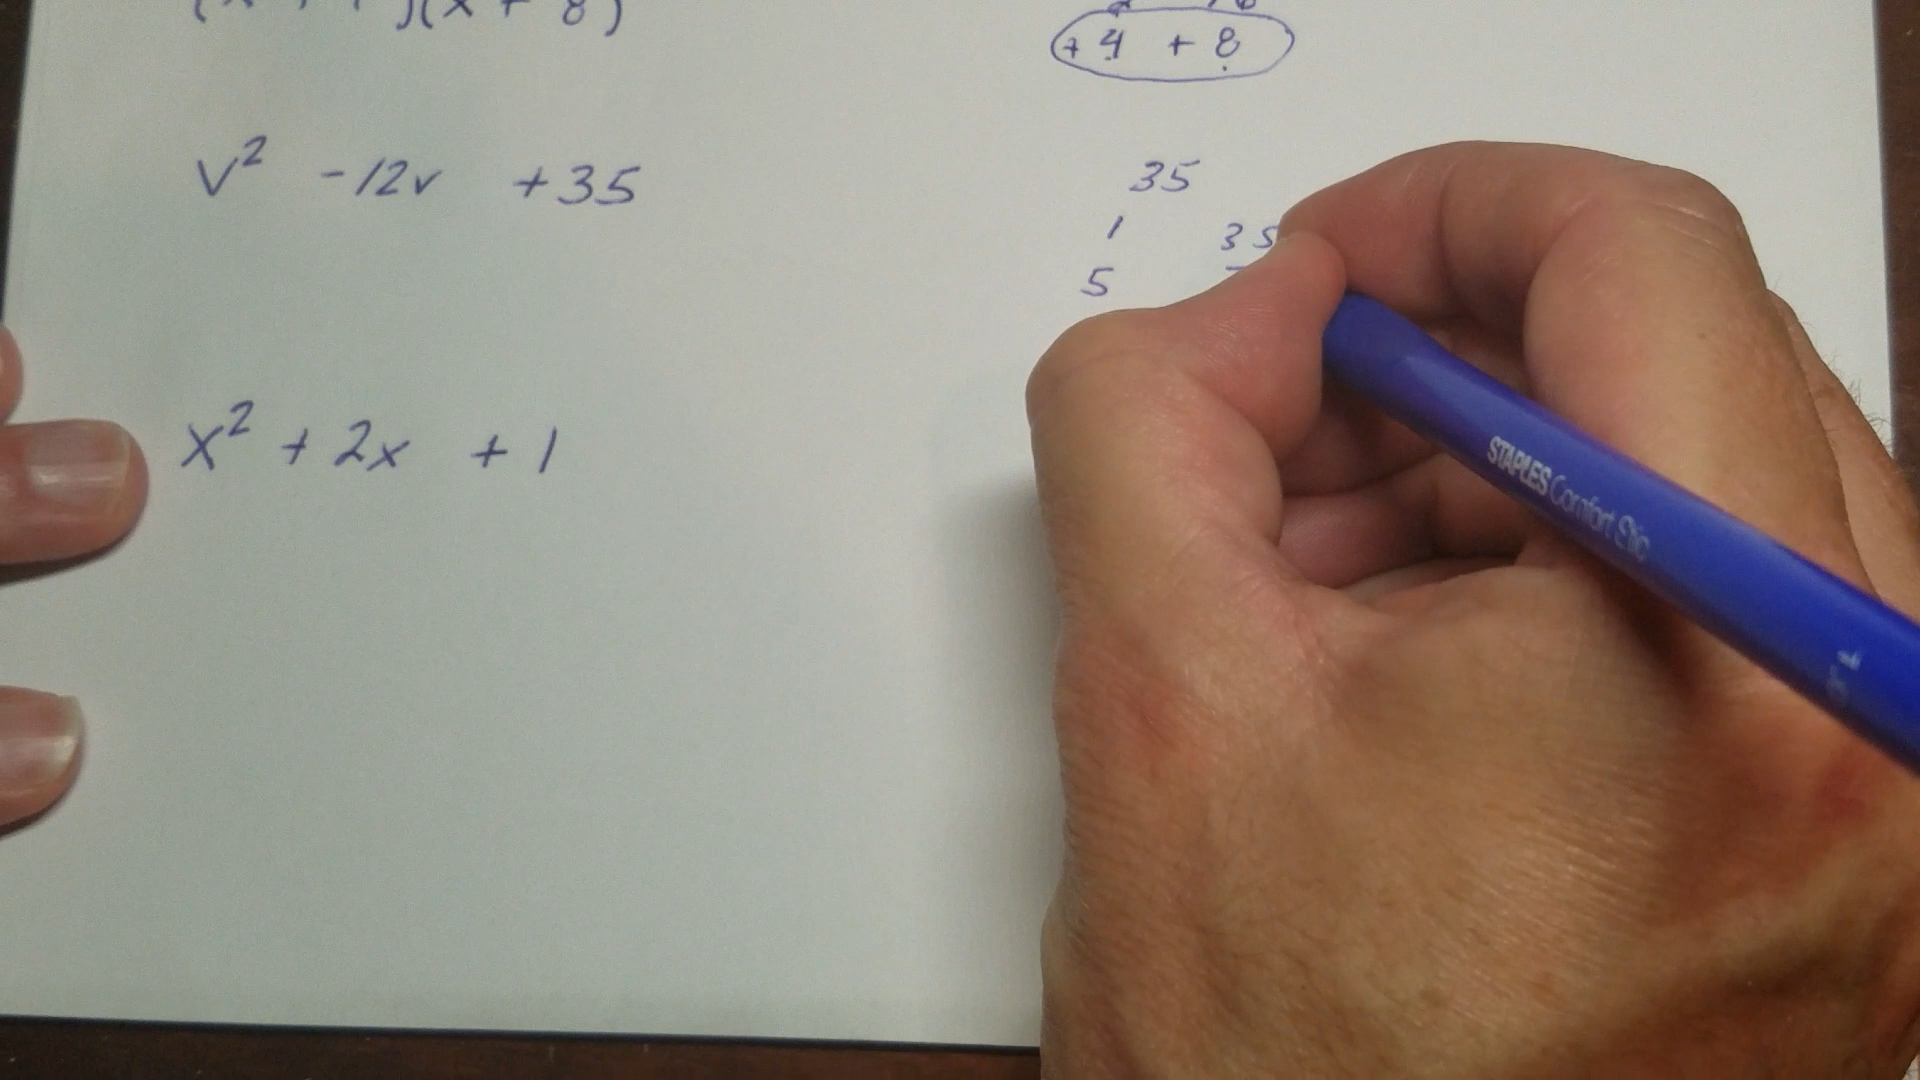 + 4 + 8
v² -12v +35
35
1 35
5
x² + 2x + 1
STAPLES Comfort Stic